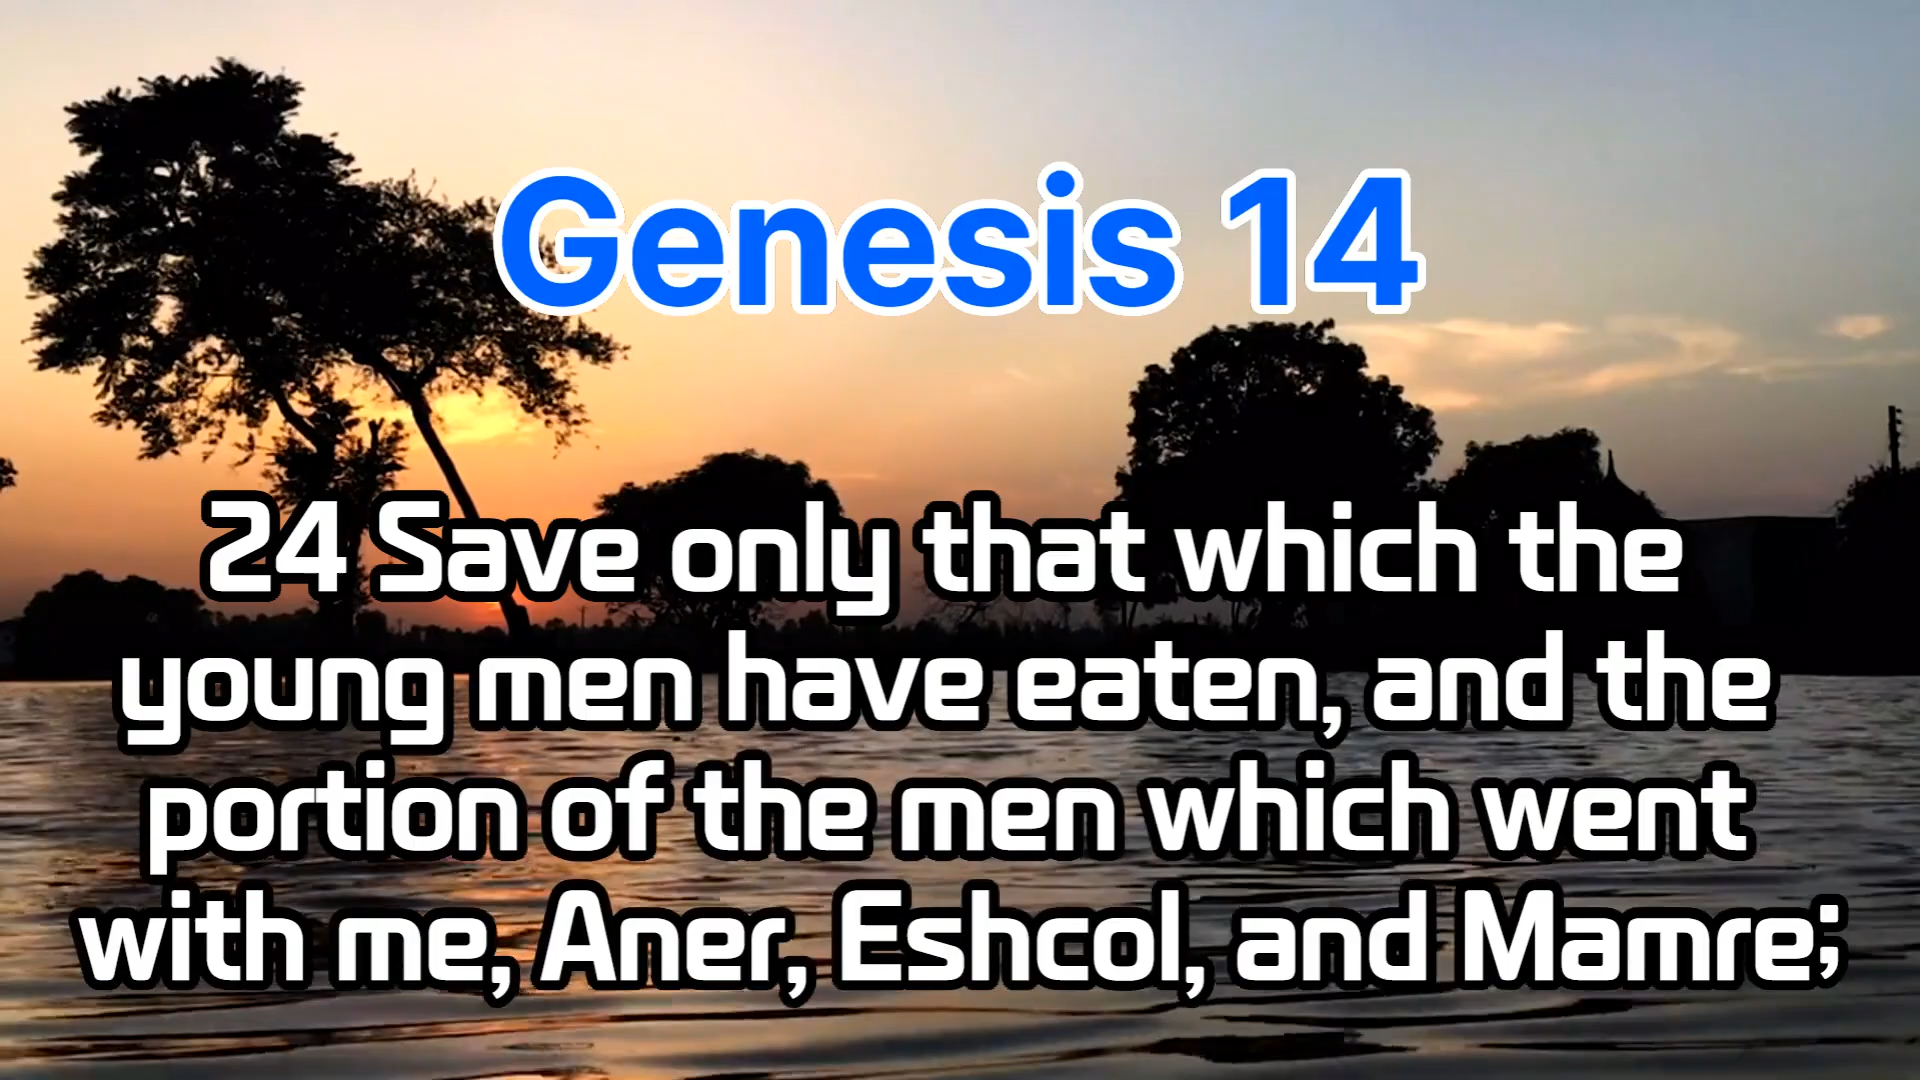 Genesis 14
24 Save only that which the
young men have eaten, and the
portion of the men which went
with me, Aner, Eshcol, and Mamre;